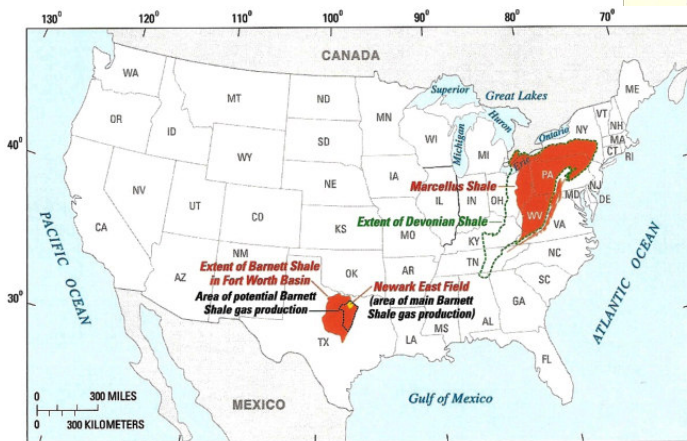 130° 120° 110° 100° 90° 80° 70°
CANADA
WA
MT
ND
MN
Superior
Great Lakes
ME
OR
ID
SD
WI
Michigan
Huron
Ontario
VT
NH
NY
MA
CT
RI
40°
WY
MI
Erie
PA
NJ
Marcellus Shale
NV
UT
CO
NE
IA
IL
IN
OH
MD
DE
WV
Extent of Devonian Shale
VA
CA
KS
MO
KY
PACIFIC OCEAN
ATLANTIC OCEAN
AZ
NM
OK
AR
TN
NC
SC
Extent of Barnett Shale
in Fort Worth Basin
Area of potential Barnett
Shale gas production
Newark East Field
(area of main Barnett
Shale gas production)
30°
TX
LA
MS
AL
GA
FL
0 300 MILES
0 300 KILOMETERS
MEXICO
Gulf of Mexico